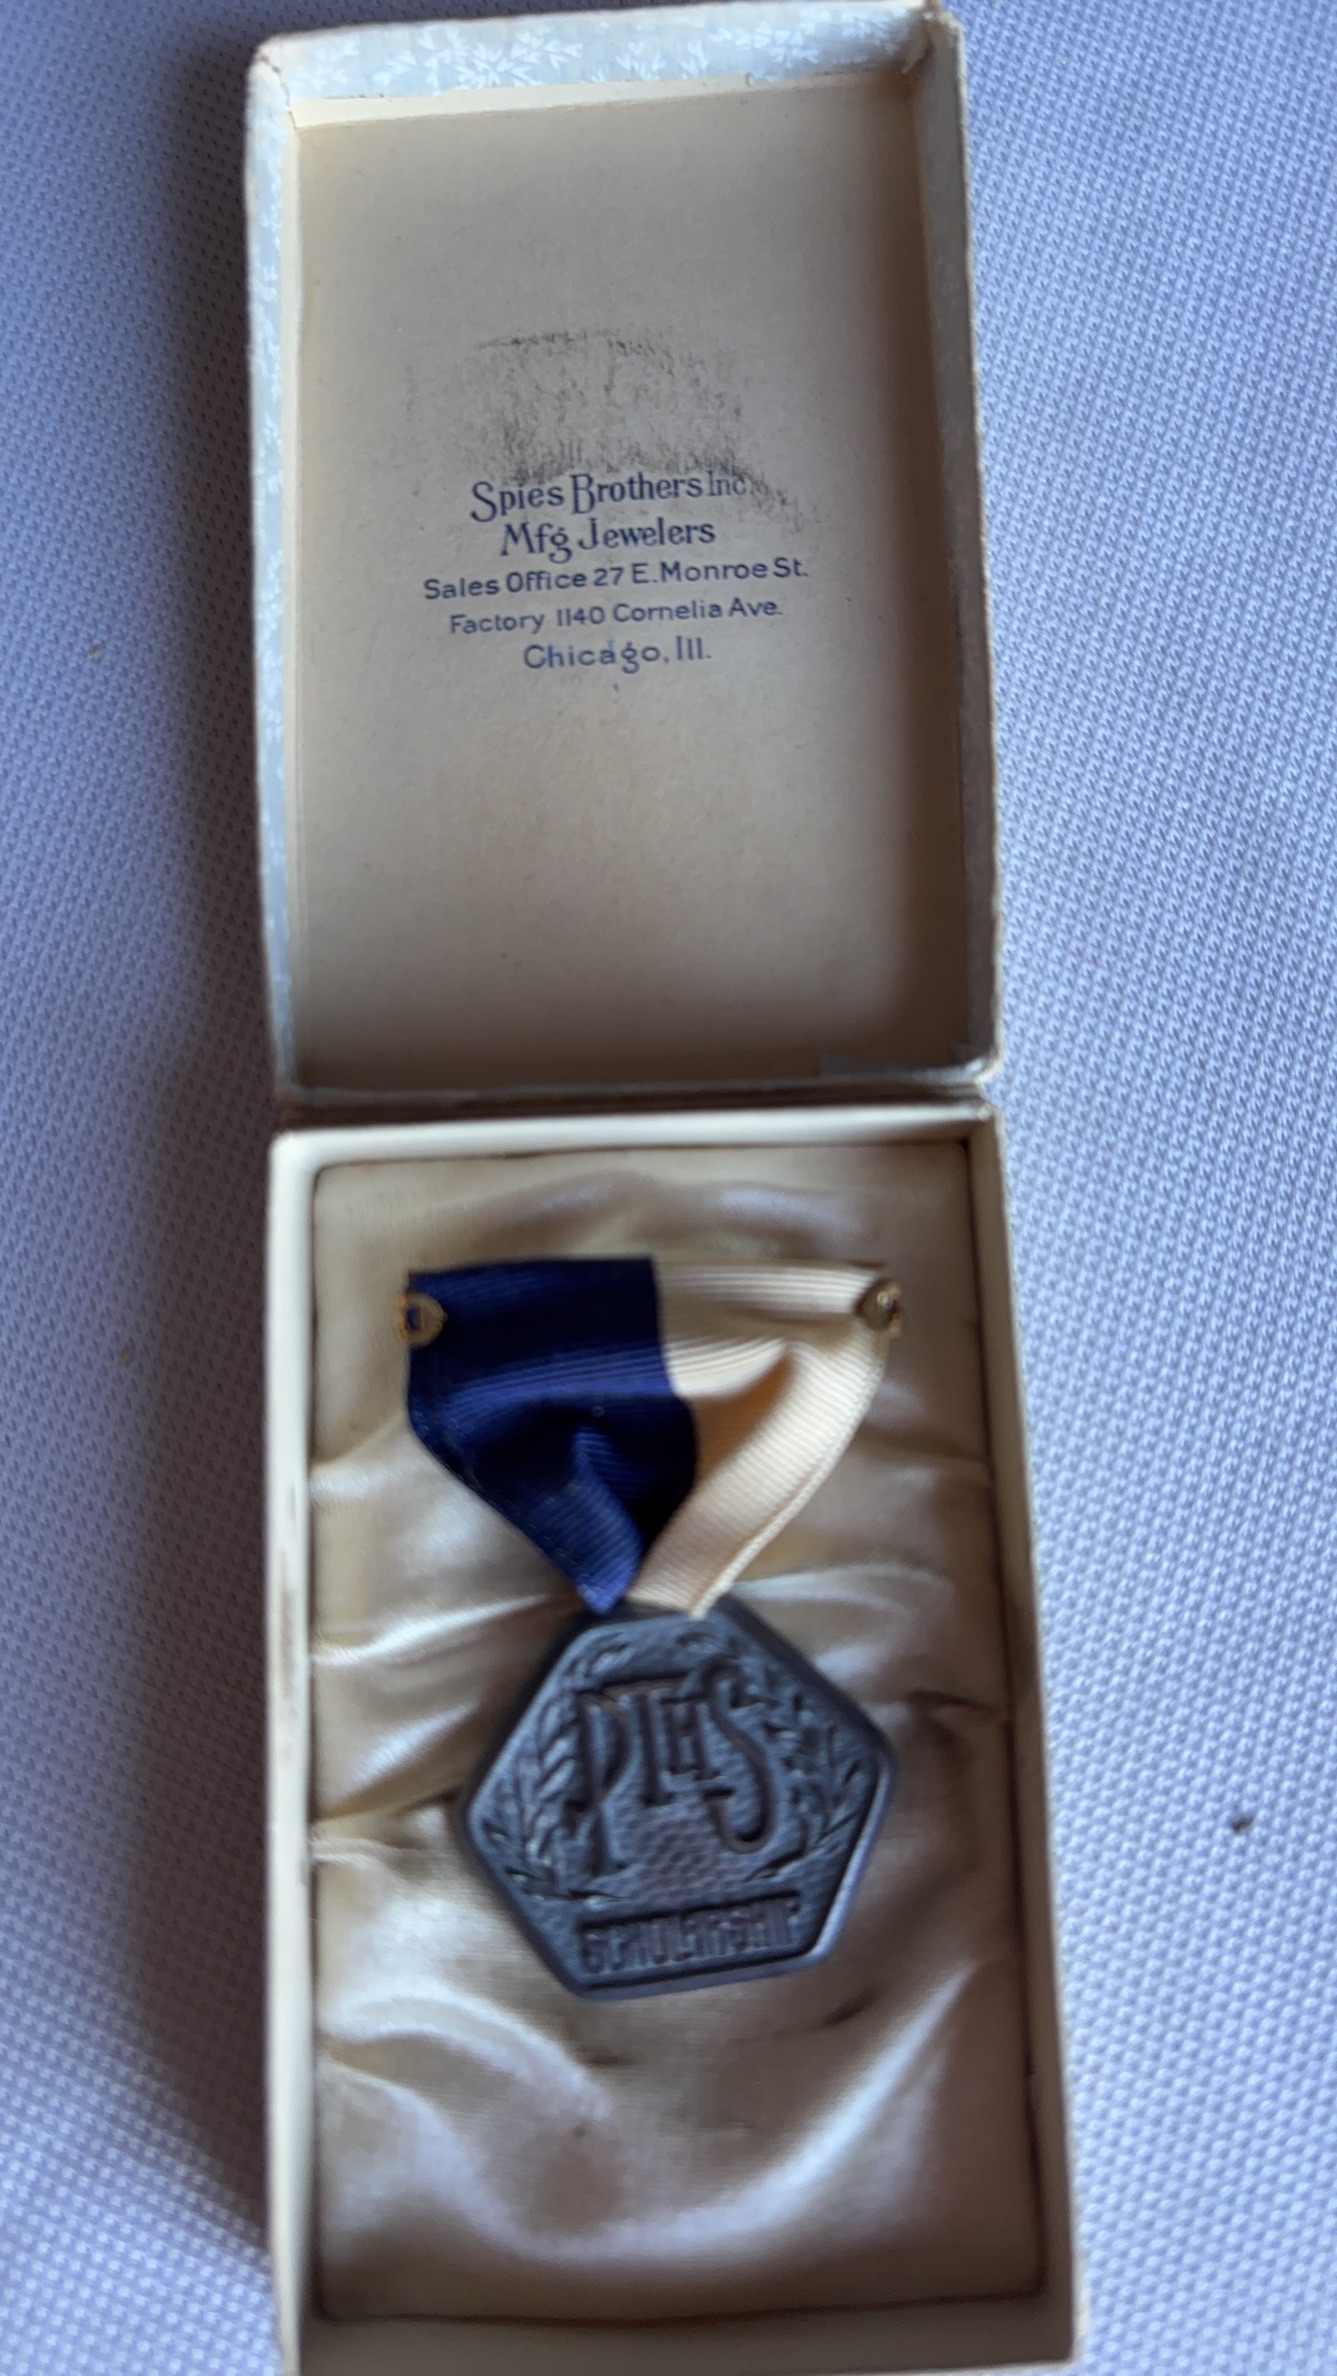 Spies Brothers Inc.
Mfg Jewelers
Sales Office 27 E. Monroe St.
Factory 1140 Cornelia Ave.
Chicago, Ill.
PTHS
SCHOLARSHIP